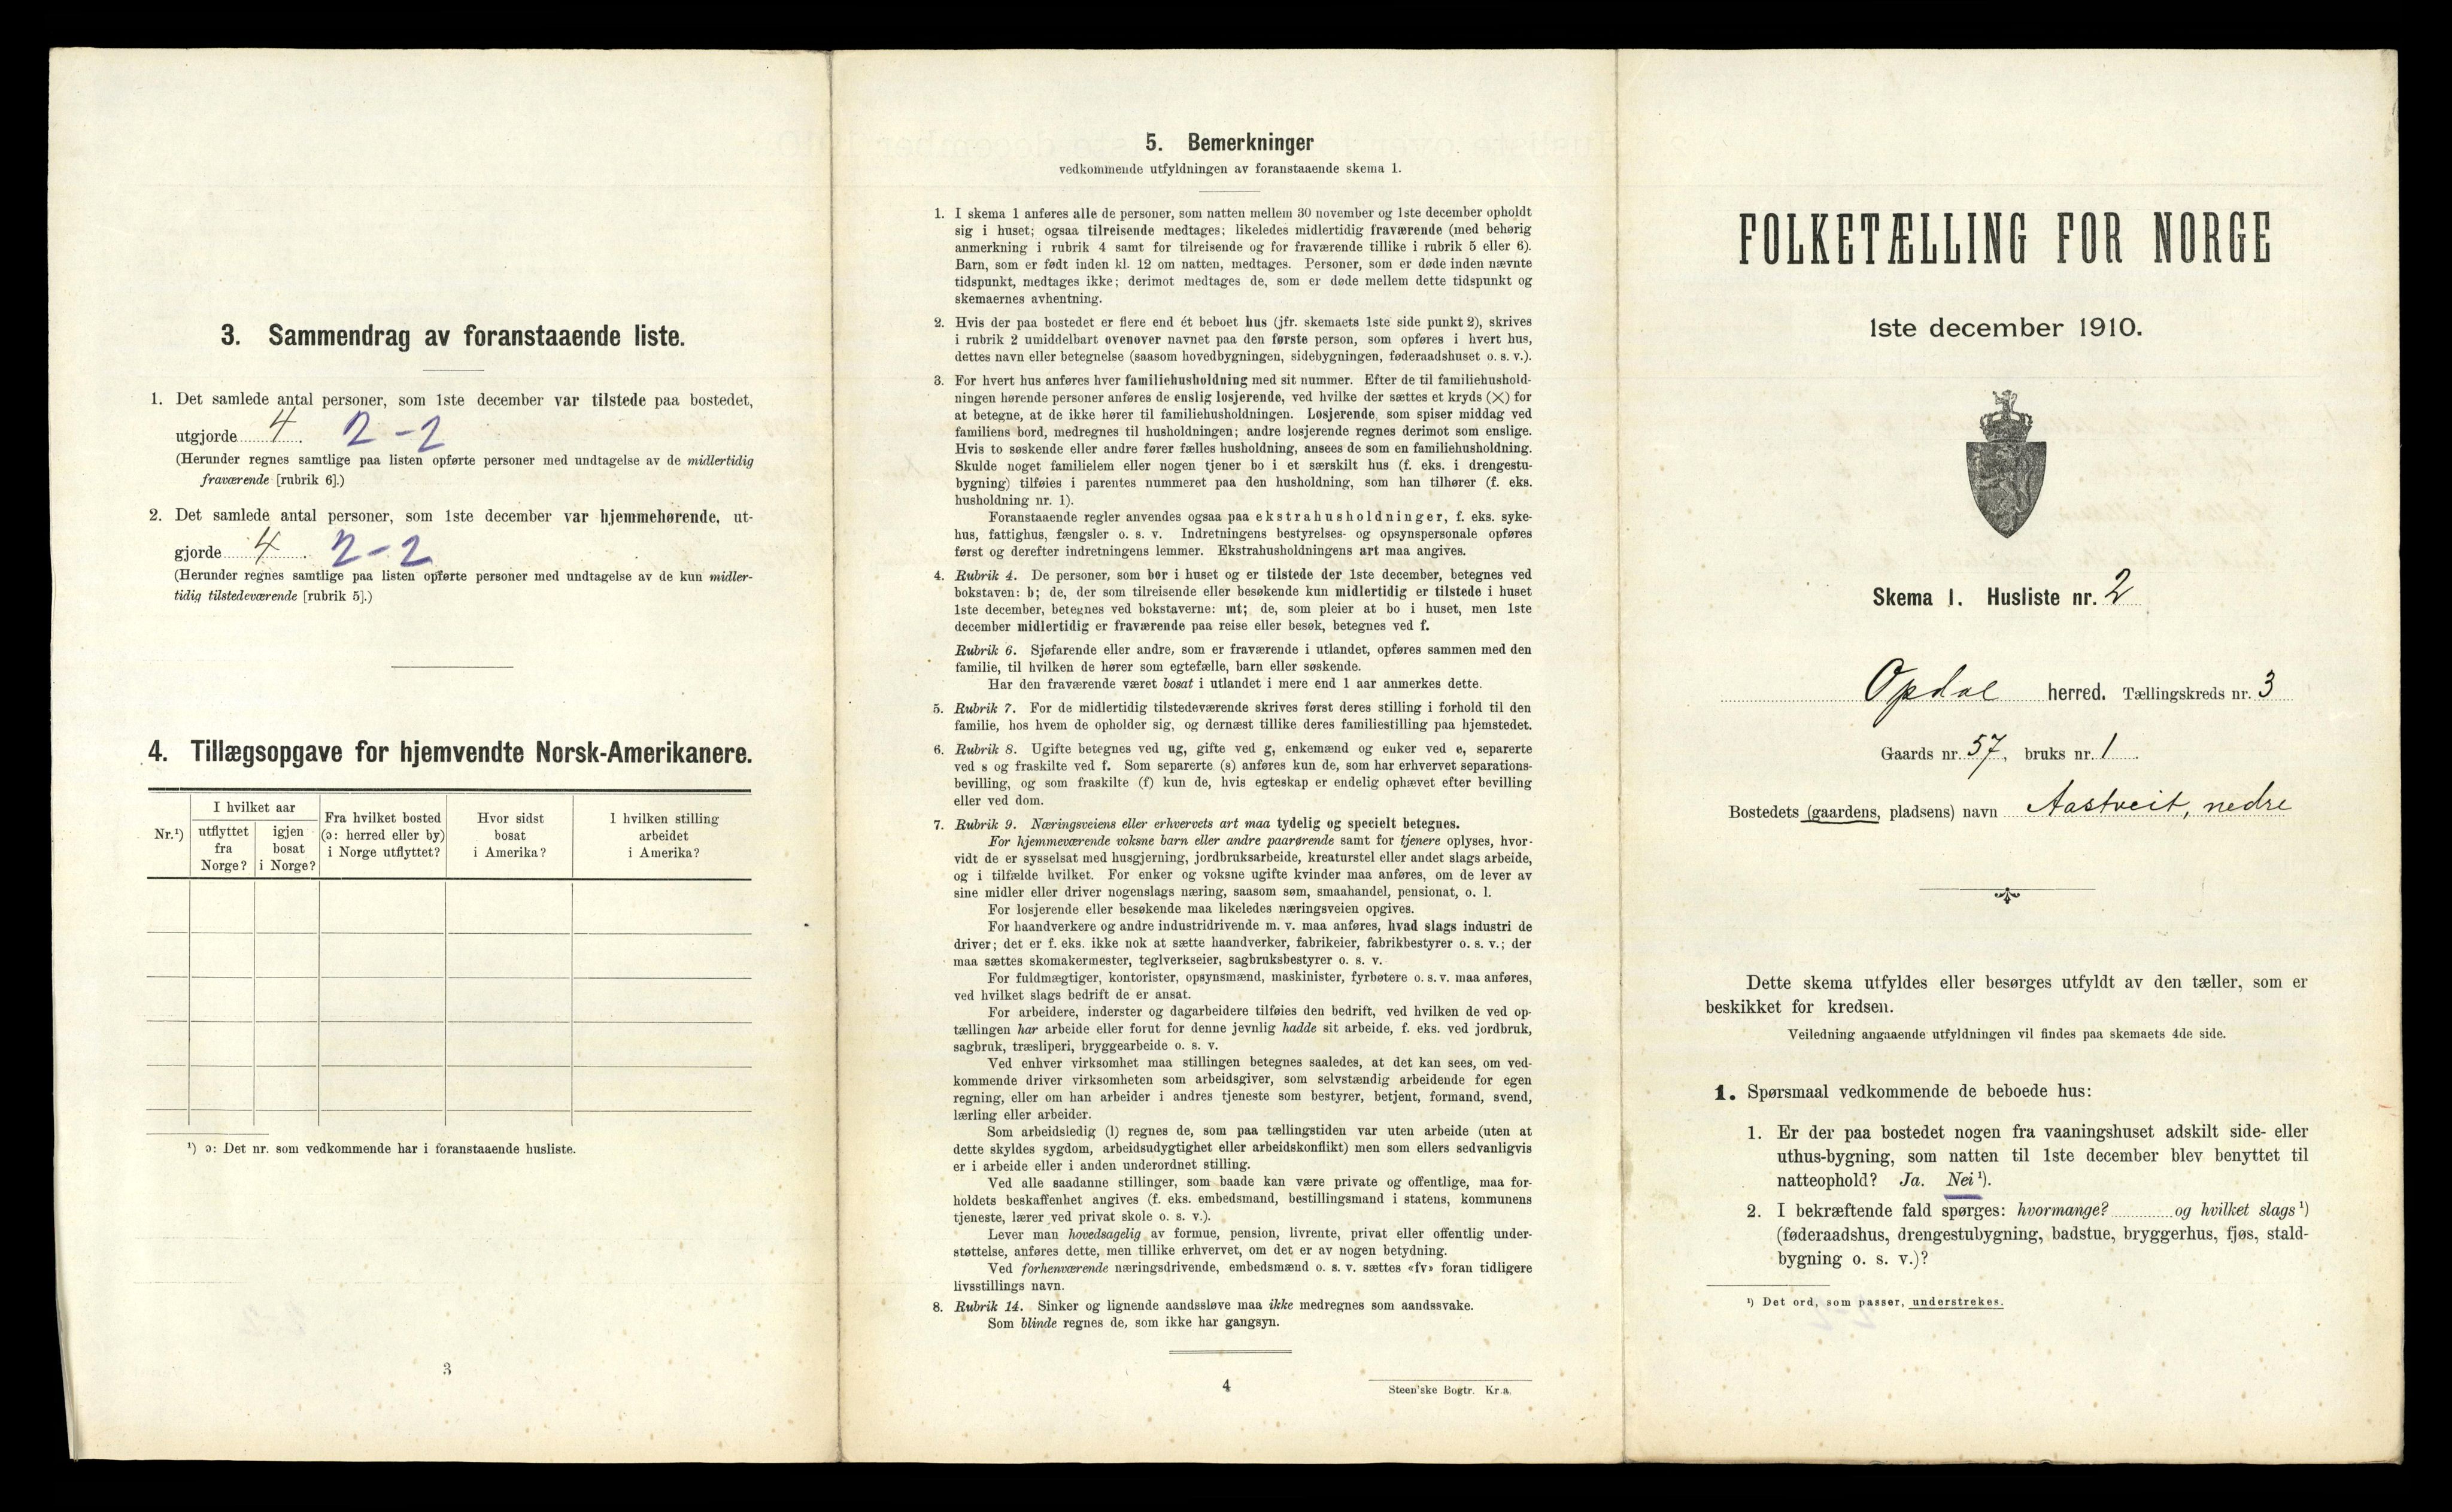 3. Sammendrag av foranstaaende liste.
1. Det samlede antal personer, som 1ste december var tilstede paa bostedet,
utgjorde 4. 2-2
(Herunder regnes samtlige paa listen opførte personer med undtagelse av de midlertidig
fraværende [rubrik 6].)
2. Det samlede antal personer, som 1ste december var hjemmehørende, ut-
gjorde 4. 2-2
(Herunder regnes samtlige paa listen opførte personer med undtagelse av de kun midler-
tidig tilstedeværende [rubrik 5].)
4. Tillægsopgave for hjemvendte Norsk-Amerikanere.
Nr.¹)
I hvilket aar
utflyttet
fra
Norge?
igjen
bosat
i Norge?
Fra hvilket bosted
(ɔ: herred eller by)
i Norge utflyttet?
Hvor sidst
bosat
i Amerika?
I hvilken stilling
arbeidet
i Amerika?
¹) ɔ: Det nr. som vedkommende har i foranstaaende husliste.
3
5. Bemerkninger
vedkommende utfyldningen av foranstaaende skema 1.
1. I skema 1 anføres alle de personer, som natten mellem 30 november og 1ste december opholdt
sig i huset; ogsaa tilreisende medtages; likeledes midlertidig fraværende (med behørig
anmerkning i rubrik 4 samt for tilreisende og for fraværende tillike i rubrik 5 eller 6).
Barn, som er født inden kl. 12 om natten, medtages. Personer, som er døde inden nævnte
tidspunkt, medtages ikke; derimot medtages de, som er døde mellem dette tidspunkt og
skemaernes avhentning.
2. Hvis der paa bostedet er flere end ét beboet hus (jfr. skemaets 1ste side punkt 2), skrives
i rubrik 2 umiddelbart ovenover navnet paa den første person, som opføres i hvert hus,
dettes navn eller betegnelse (saasom hovedbygningen, sidebygningen, føderaadshuset o. s. v.).
3. For hvert hus anføres hver familiehusholdning med sit nummer. Efter de til familiehushold-
ningen hørende personer anføres de enslig losjerende, ved hvilke der sættes et kryds (×) for
at betegne, at de ikke hører til familiehusholdningen. Losjerende, som spiser middag ved
familiens bord, medregnes til husholdningen; andre losjerende regnes derimot som enslige.
Hvis to søskende eller andre fører fælles husholdning, ansees de som en familiehusholdning.
Skulde noget familielem eller nogen tjener bo i et særskilt hus (f. eks. i drengestu-
bygning) tilføies i parentes nummeret paa den husholdning, som han tilhører (f. eks.
husholdning nr. 1).
Foranstaaende regler anvendes ogsaa paa ekstrahusholdninger, f. eks. syke-
hus, fattighus, fængsler o. s. v. Indretningens bestyrelses- og opsynspersonale opføres
først og derefter indretningens lemmer. Ekstrahusholdningens art maa angives.
4. Rubrik 4. De personer, som bor i huset og er tilstede der 1ste december, betegnes ved
bokstaven: b; de, der som tilreisende eller besøkende kun midlertidig er tilstede i huset
1ste december, betegnes ved bokstaverne: mt; de, som pleier at bo i huset, men 1ste
december midlertidig er fraværende paa reise eller besøk, betegnes ved f.
Rubrik 6. Sjøfarende eller andre, som er fraværende i utlandet, opføres sammen med den
familie, til hvilken de hører som egtefælle, barn eller søskende.
Har den fraværende været bosat i utlandet i mere end 1 aar anmerkes dette.
5. Rubrik 7. For de midlertidig tilstedeværende skrives først deres stilling i forhold til den
familie, hos hvem de opholder sig, og dernæst tillike deres familiestilling paa hjemstedet.
6. Rubrik 8. Ugifte betegnes ved ug, gifte ved g, enkemænd og enker ved e, separerte
ved s og fraskilte ved f. Som separerte (s) anføres kun de, som har erhvervet separations-
bevilling, og som fraskilte (f) kun de, hvis egteskap er endelig ophævet efter bevilling
eller ved dom.
7. Rubrik 9. Næringsveiens eller erhvervets art maa tydelig og specielt betegnes.
For hjemmeværende voksne barn eller andre paarørende samt for tjenere oplyses, hvor-
vidt de er sysselsat med husgjerning, jordbruksarbeide, kreaturstel eller andet slags arbeide,
og i tilfælde hvilket. For enker og voksne ugifte kvinder maa anføres, om de lever av
sine midler eller driver nogenslags næring, saasom søm, smaahandel, pensionat, o. l.
For losjerende eller besøkende maa likeledes næringsveien opgives.
For haandverkere og andre industridrivende m. v. maa anføres, hvad slags industri de
driver; det er f. eks. ikke nok at sætte haandverker, fabrikeier, fabrikbestyrer o. s. v.; der
maa sættes skomakermester, teglverkseier, sagbruksbestyrer o. s. v.
For fuldmægtiger, kontorister, opsynsmænd, maskinister, fyrbøtere o. s. v. maa anføres,
ved hvilket slags bedrift de er ansat.
For arbeidere, inderster og dagarbeidere tilføies den bedrift, ved hvilken de ved op-
tællingen har arbeide eller forut for denne jevnlig hadde sit arbeide, f. eks. ved jordbruk,
sagbruk, træsliperi, bryggearbeide o. s. v.
Ved enhver virksomhet maa stillingen betegnes saaledes, at det kan sees, om ved-
kommende driver virksomheten som arbeidsgiver, som selvstændig arbeidende for egen
regning, eller om han arbeider i andres tjeneste som bestyrer, betjent, formand, svend,
lærling eller arbeider.
Som arbeidsledig (l) regnes de, som paa tællingstiden var uten arbeide (uten at
dette skyldes sygdom, arbeidsudygtighet eller arbeidskonflikt) men som ellers sedvanligvis
er i arbeide eller i anden underordnet stilling.
Ved alle saadanne stillinger, som baade kan være private og offentlige, maa for-
holdets beskaffenhet angives (f. eks. embedsmand, bestillingsmand i statens, kommunens
tjeneste, lærer ved privat skole o. s. v.).
Lever man hovedsagelig av formue, pension, livrente, privat eller offentlig under-
støttelse, anføres dette, men tillike erhvervet, om det er av nogen betydning.
Ved forhenværende næringsdrivende, embedsmænd o. s. v. sættes «fv» foran tidligere
livsstillings navn.
8. Rubrik 14. Sinker og lignende aandssløve maa ikke medregnes som aandssvake.
Som blinde regnes de, som ikke har gangsyn.
4
Steen'ske Bogtr. Kr.a.
FOLKETÆLLING FOR NORGE
1ste december 1910.
Skema 1. Husliste nr. 2
Opdal herred. Tællingskreds nr. 3
Gaards nr. 57, bruks nr. 1.
Bostedets (gaardens, pladsens) navn Aastveit, nedre
Dette skema utfyldes eller besørges utfyldt av den tæller, som er
beskikket for kredsen.
Veiledning angaaende utfyldningen vil findes paa skemaets 4de side.
1. Spørsmaal vedkommende de beboede hus:
1. Er der paa bostedet nogen fra vaaningshuset adskilt side- eller
uthus-bygning, som natten til 1ste december blev benyttet til
natteophold? Ja. Nei ¹).
2. I bekræftende fald spørges: hvormange? og hvilket slags ¹)
(føderaadshus, drengestubygning, badstue, bryggerhus, fjøs, stald-
bygning o. s. v.)?
¹) Det ord, som passer, understrekes.